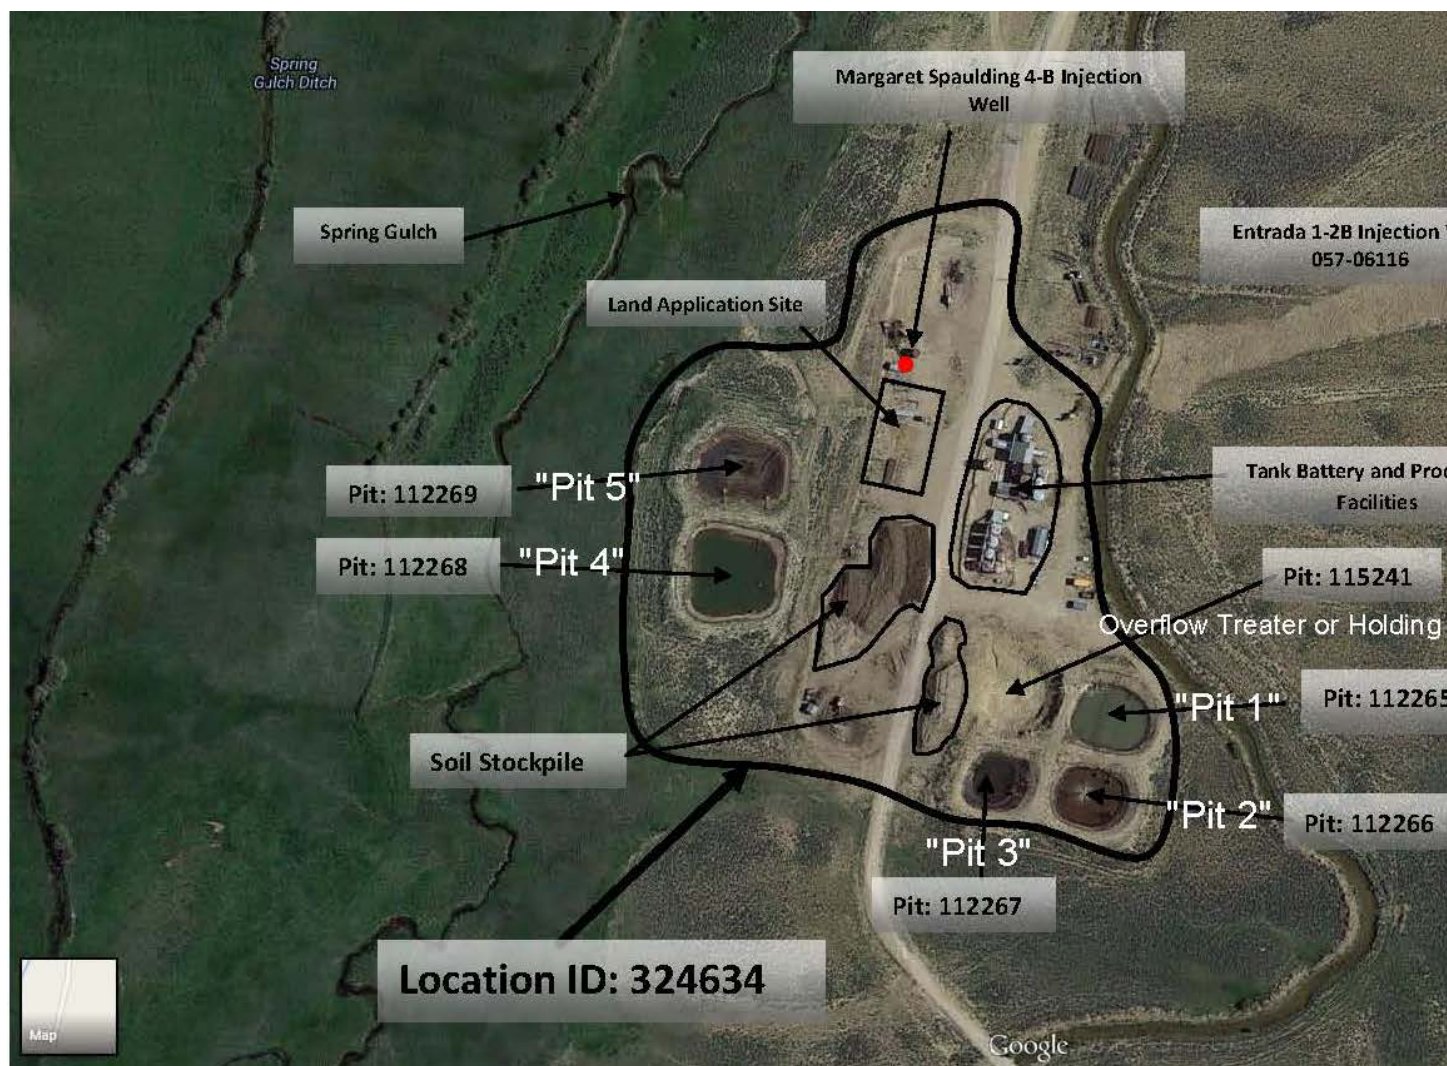 Spring
Gulch Ditch
Margaret Spaulding 4-B Injection
Well
Spring Gulch
Entrada 1-2B Injection
057-06116
Land Application Site
Pit: 112269
"Pit 5"
Tank Battery and
Facilities
Pit: 112268
"Pit 4"
Pit: 115241
Overflow Treater or Holding
"Pit 1"
Pit: 112265
Soil Stockpile
"Pit 2"
Pit: 112266
"Pit 3"
Pit: 112267
Location ID: 324634
Map
Google